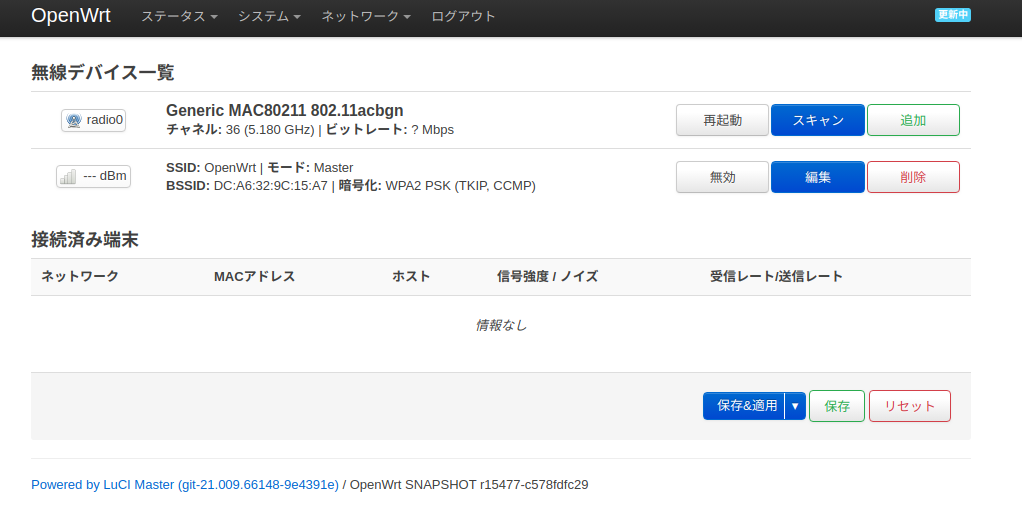 OpenWrt ステータス システム ネットワーク ログアウト 更新中
無線デバイス一覧
radio0
Generic MAC80211 802.11acbgn
チャネル: 36 (5.180 GHz) | ビットレート: ? Mbps
再起動 スキャン 追加
--- dBm
SSID: OpenWrt | モード: Master
BSSID: DC:A6:32:9C:15:A7 | 暗号化: WPA2 PSK (TKIP, CCMP)
無効 編集 削除
接続済み端末
ネットワーク MACアドレス ホスト 信号強度 / ノイズ 受信レート/送信レート
情報なし
保存&適用 ▼ 保存 リセット
Powered by LuCI Master (git-21.009.66148-9e4391e) / OpenWrt SNAPSHOT r15477-c578fdfc29